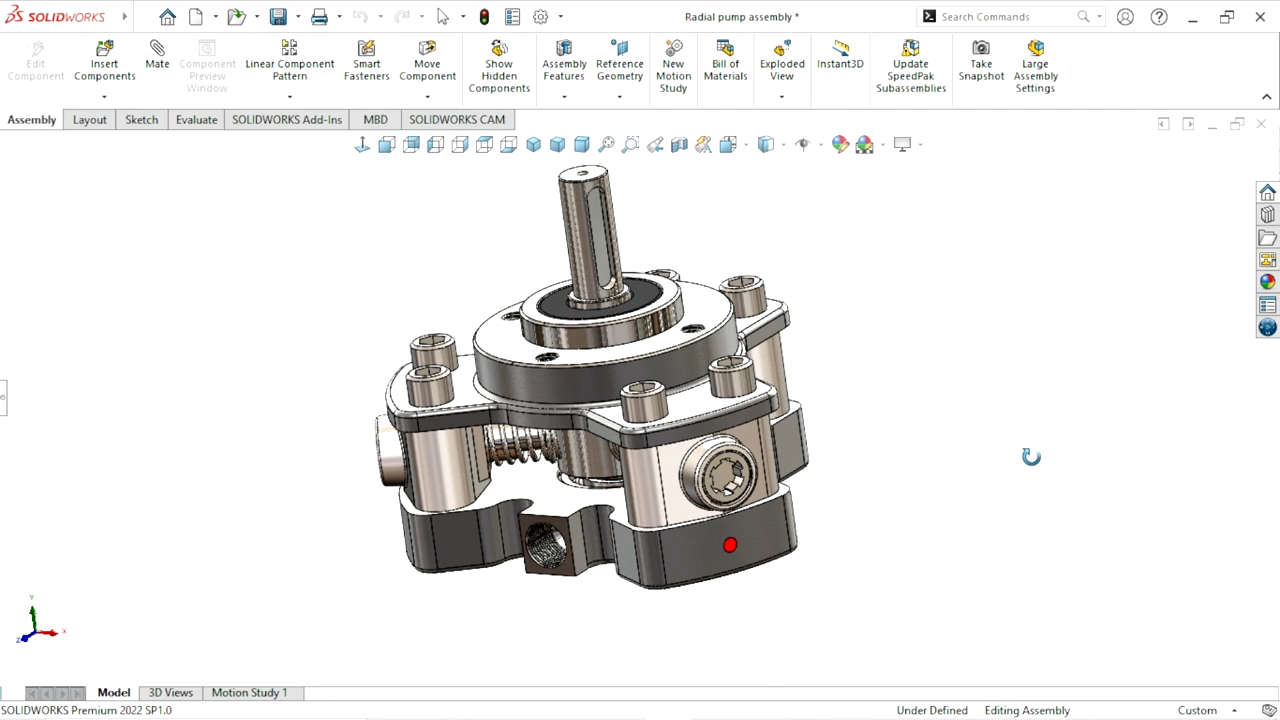 SOLIDWORKS
Radial pump assembly *
Search Commands
Edit
Component
Insert
Components
Mate
Component
Preview
Window
Linear Component
Pattern
Smart
Fasteners
Move
Component
Show
Hidden
Components
Assembly
Features
Reference
Geometry
New
Motion
Study
Bill of
Materials
Exploded
View
Instant3D
Update
SpeedPak
Subassemblies
Take
Snapshot
Large
Assembly
Settings
Assembly
Layout
Sketch
Evaluate
SOLIDWORKS Add-Ins
MBD
SOLIDWORKS CAM
Y
X
Z
Model
3D Views
Motion Study 1
SOLIDWORKS Premium 2022 SP1.0
Under Defined
Editing Assembly
Custom